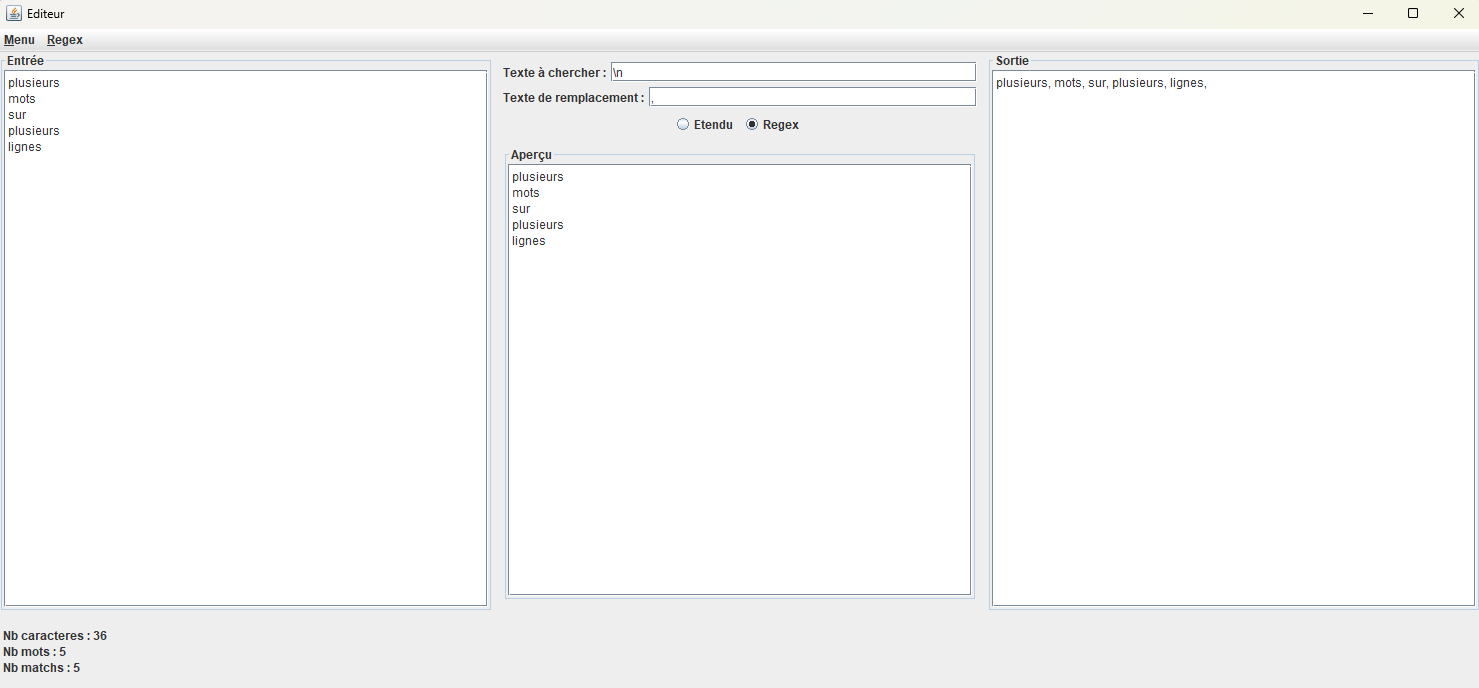 Editeur
Menu Regex
Entrée
plusieurs
mots
sur
plusieurs
lignes
Texte à chercher : \n
Texte de remplacement : ,
Etendu Regex
Aperçu
plusieurs
mots
sur
plusieurs
lignes
Sortie
plusieurs, mots, sur, plusieurs, lignes,
Nb caracteres : 36
Nb mots : 5
Nb matchs : 5